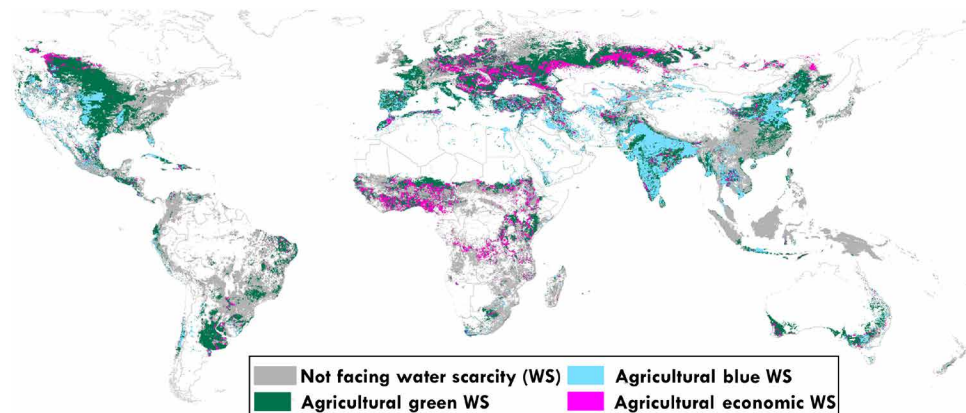 Not facing water scarcity (WS) Agricultural blue WS
Agricultural green WS Agricultural economic WS